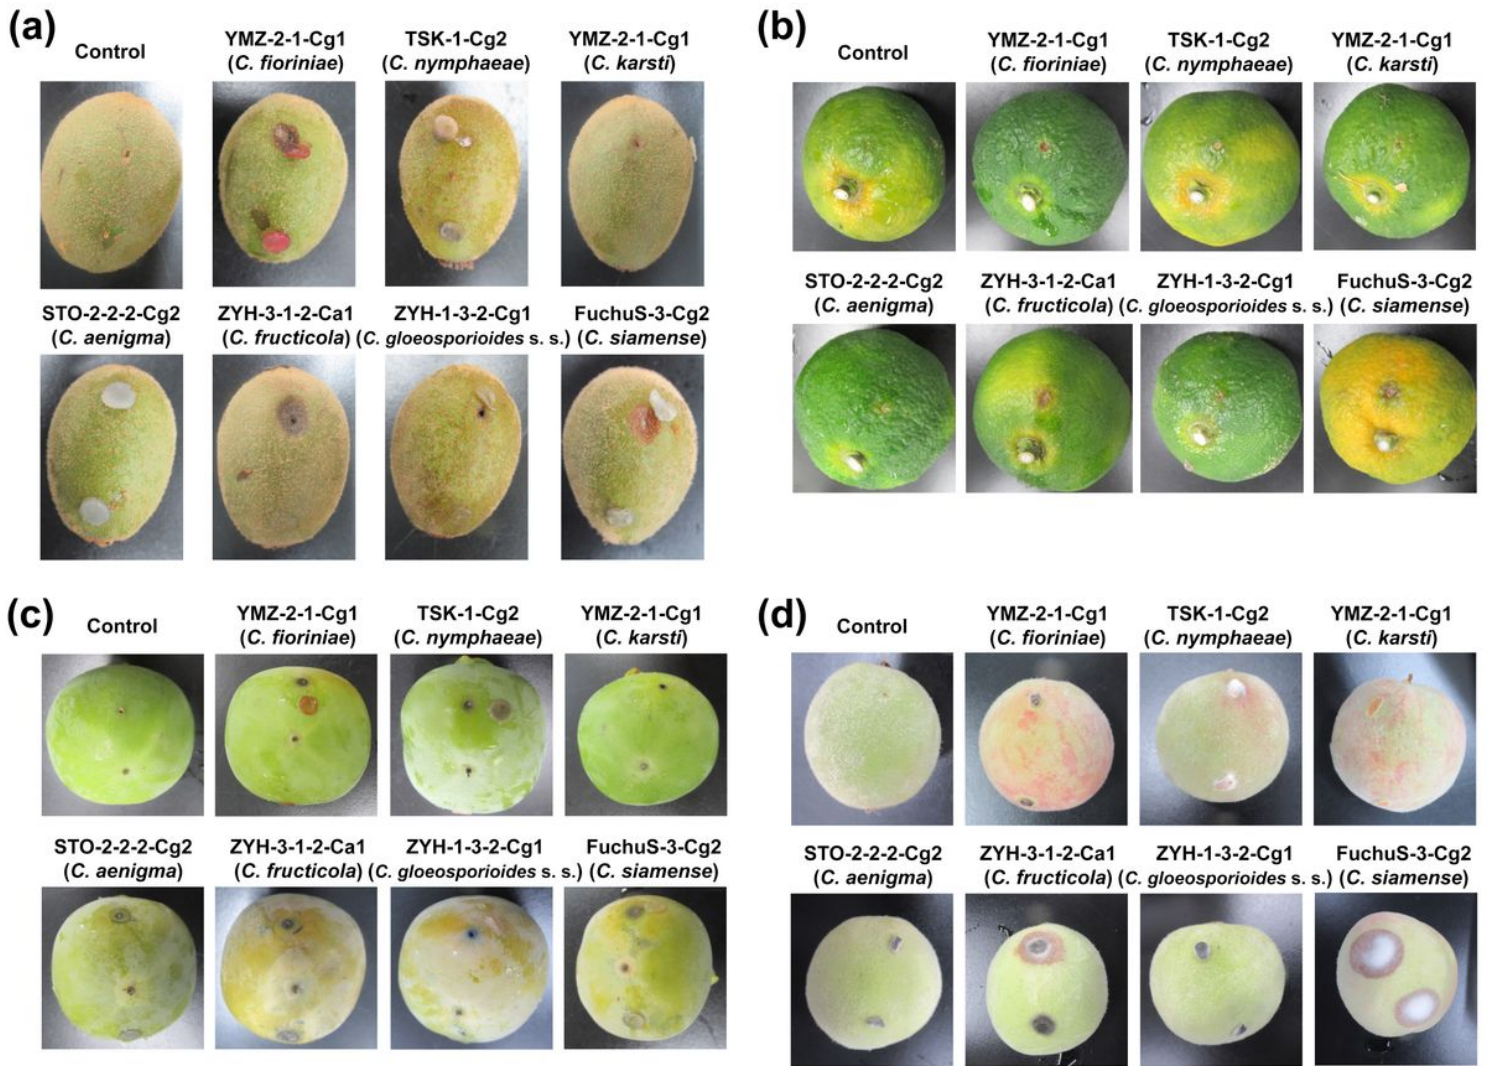 (a)
Control
YMZ-2-1-Cg1
(C. fioriniae)
TSK-1-Cg2
(C. nymphaeae)
YMZ-2-1-Cg1
(C. karsti)
STO-2-2-2-Cg2
(C. aenigma)
ZYH-3-1-2-Ca1
(C. fructicola)
ZYH-1-3-2-Cg1
(C. gloeosporioides s. s.)
FuchuS-3-Cg2
(C. siamense)
(b)
Control
YMZ-2-1-Cg1
(C. fioriniae)
TSK-1-Cg2
(C. nymphaeae)
YMZ-2-1-Cg1
(C. karsti)
STO-2-2-2-Cg2
(C. aenigma)
ZYH-3-1-2-Ca1
(C. fructicola)
ZYH-1-3-2-Cg1
(C. gloeosporioides s. s.)
FuchuS-3-Cg2
(C. siamense)
(c)
Control
YMZ-2-1-Cg1
(C. fioriniae)
TSK-1-Cg2
(C. nymphaeae)
YMZ-2-1-Cg1
(C. karsti)
STO-2-2-2-Cg2
(C. aenigma)
ZYH-3-1-2-Ca1
(C. fructicola)
ZYH-1-3-2-Cg1
(C. gloeosporioides s. s.)
FuchuS-3-Cg2
(C. siamense)
(d)
Control
YMZ-2-1-Cg1
(C. fioriniae)
TSK-1-Cg2
(C. nymphaeae)
YMZ-2-1-Cg1
(C. karsti)
STO-2-2-2-Cg2
(C. aenigma)
ZYH-3-1-2-Ca1
(C. fructicola)
ZYH-1-3-2-Cg1
(C. gloeosporioides s. s.)
FuchuS-3-Cg2
(C. siamense)